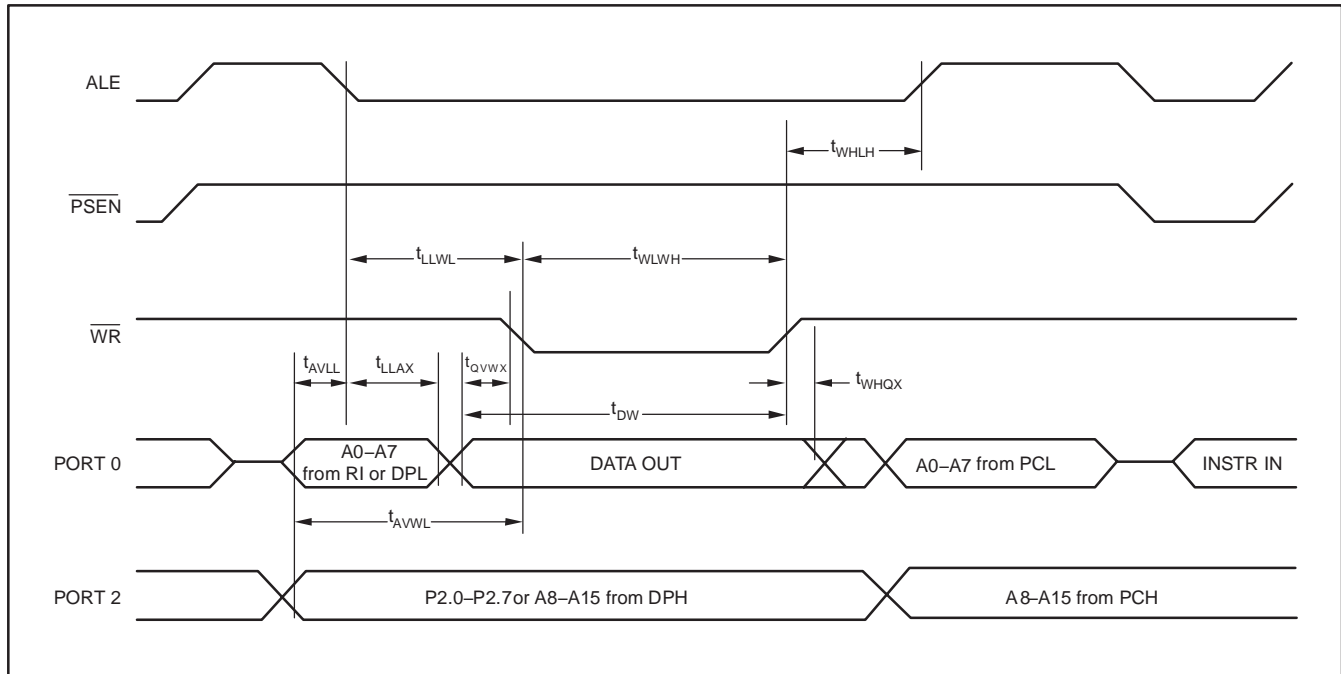 ALE
tWHLH
PSEN
tLLWL
tWLWH
WR
tAVLL
tLLAX
tQVWX
tWHQX
tDW
PORT 0
A0–A7
from RI or DPL
DATA OUT
A0–A7 from PCL
INSTR IN
tAVWL
PORT 2
P2.0–P2.7or A8–A15 from DPH
A8–A15 from PCH